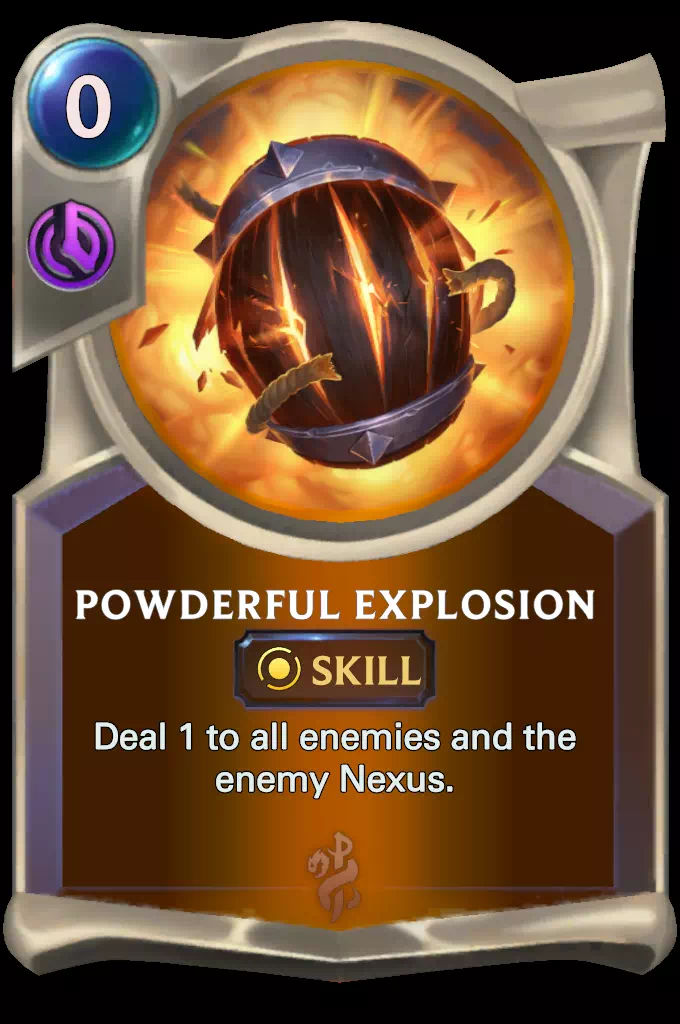 0
POWDERFUL EXPLOSION
SKILL
Deal 1 to all enemies and the
enemy Nexus.